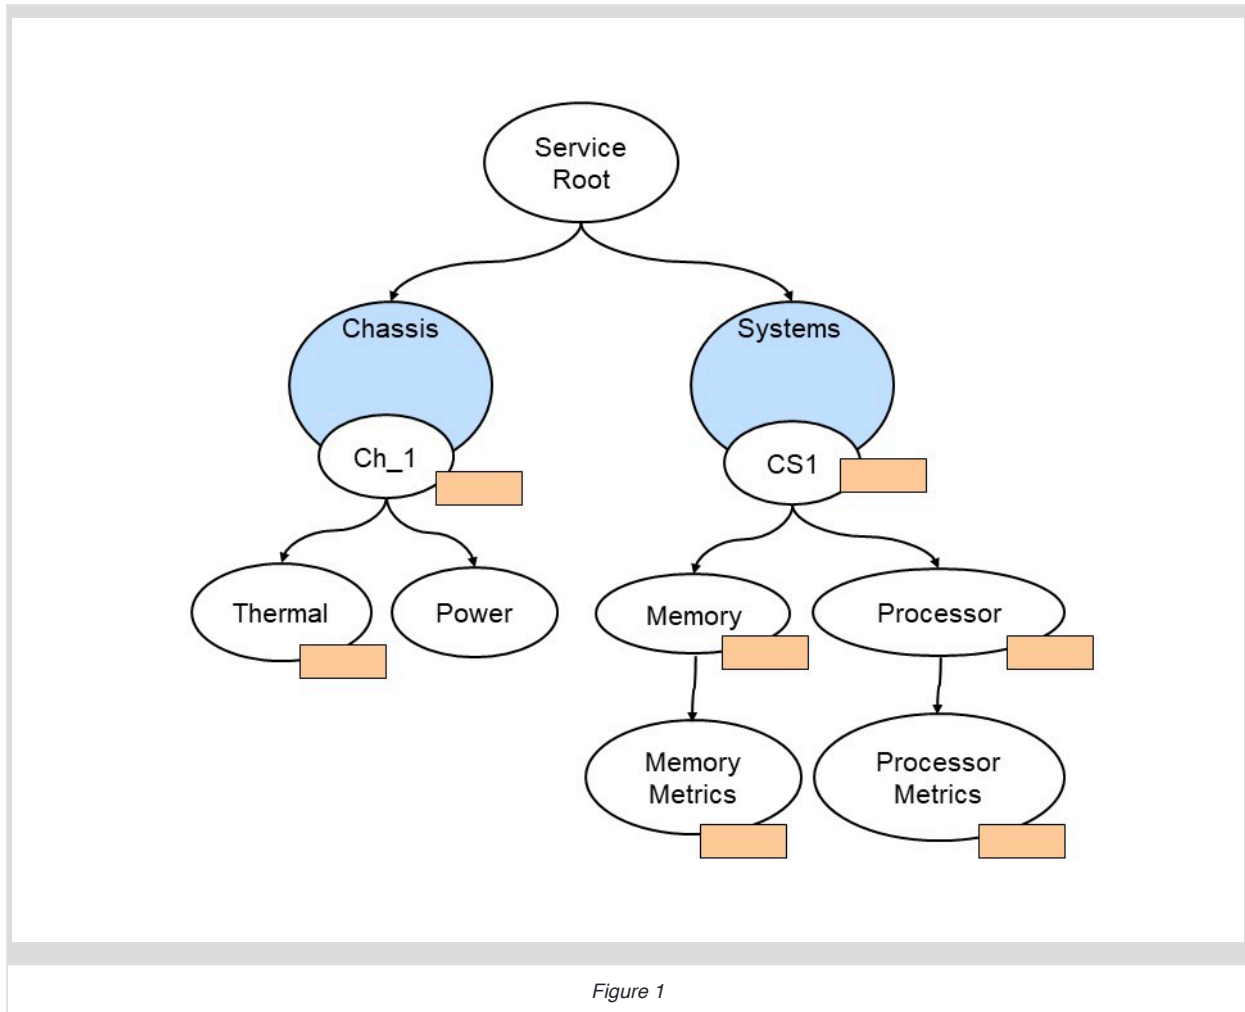 Service
Root
Chassis
Systems
Ch_1
CS1
Thermal
Power
Memory
Processor
Memory
Metrics
Processor
Metrics
Figure 1